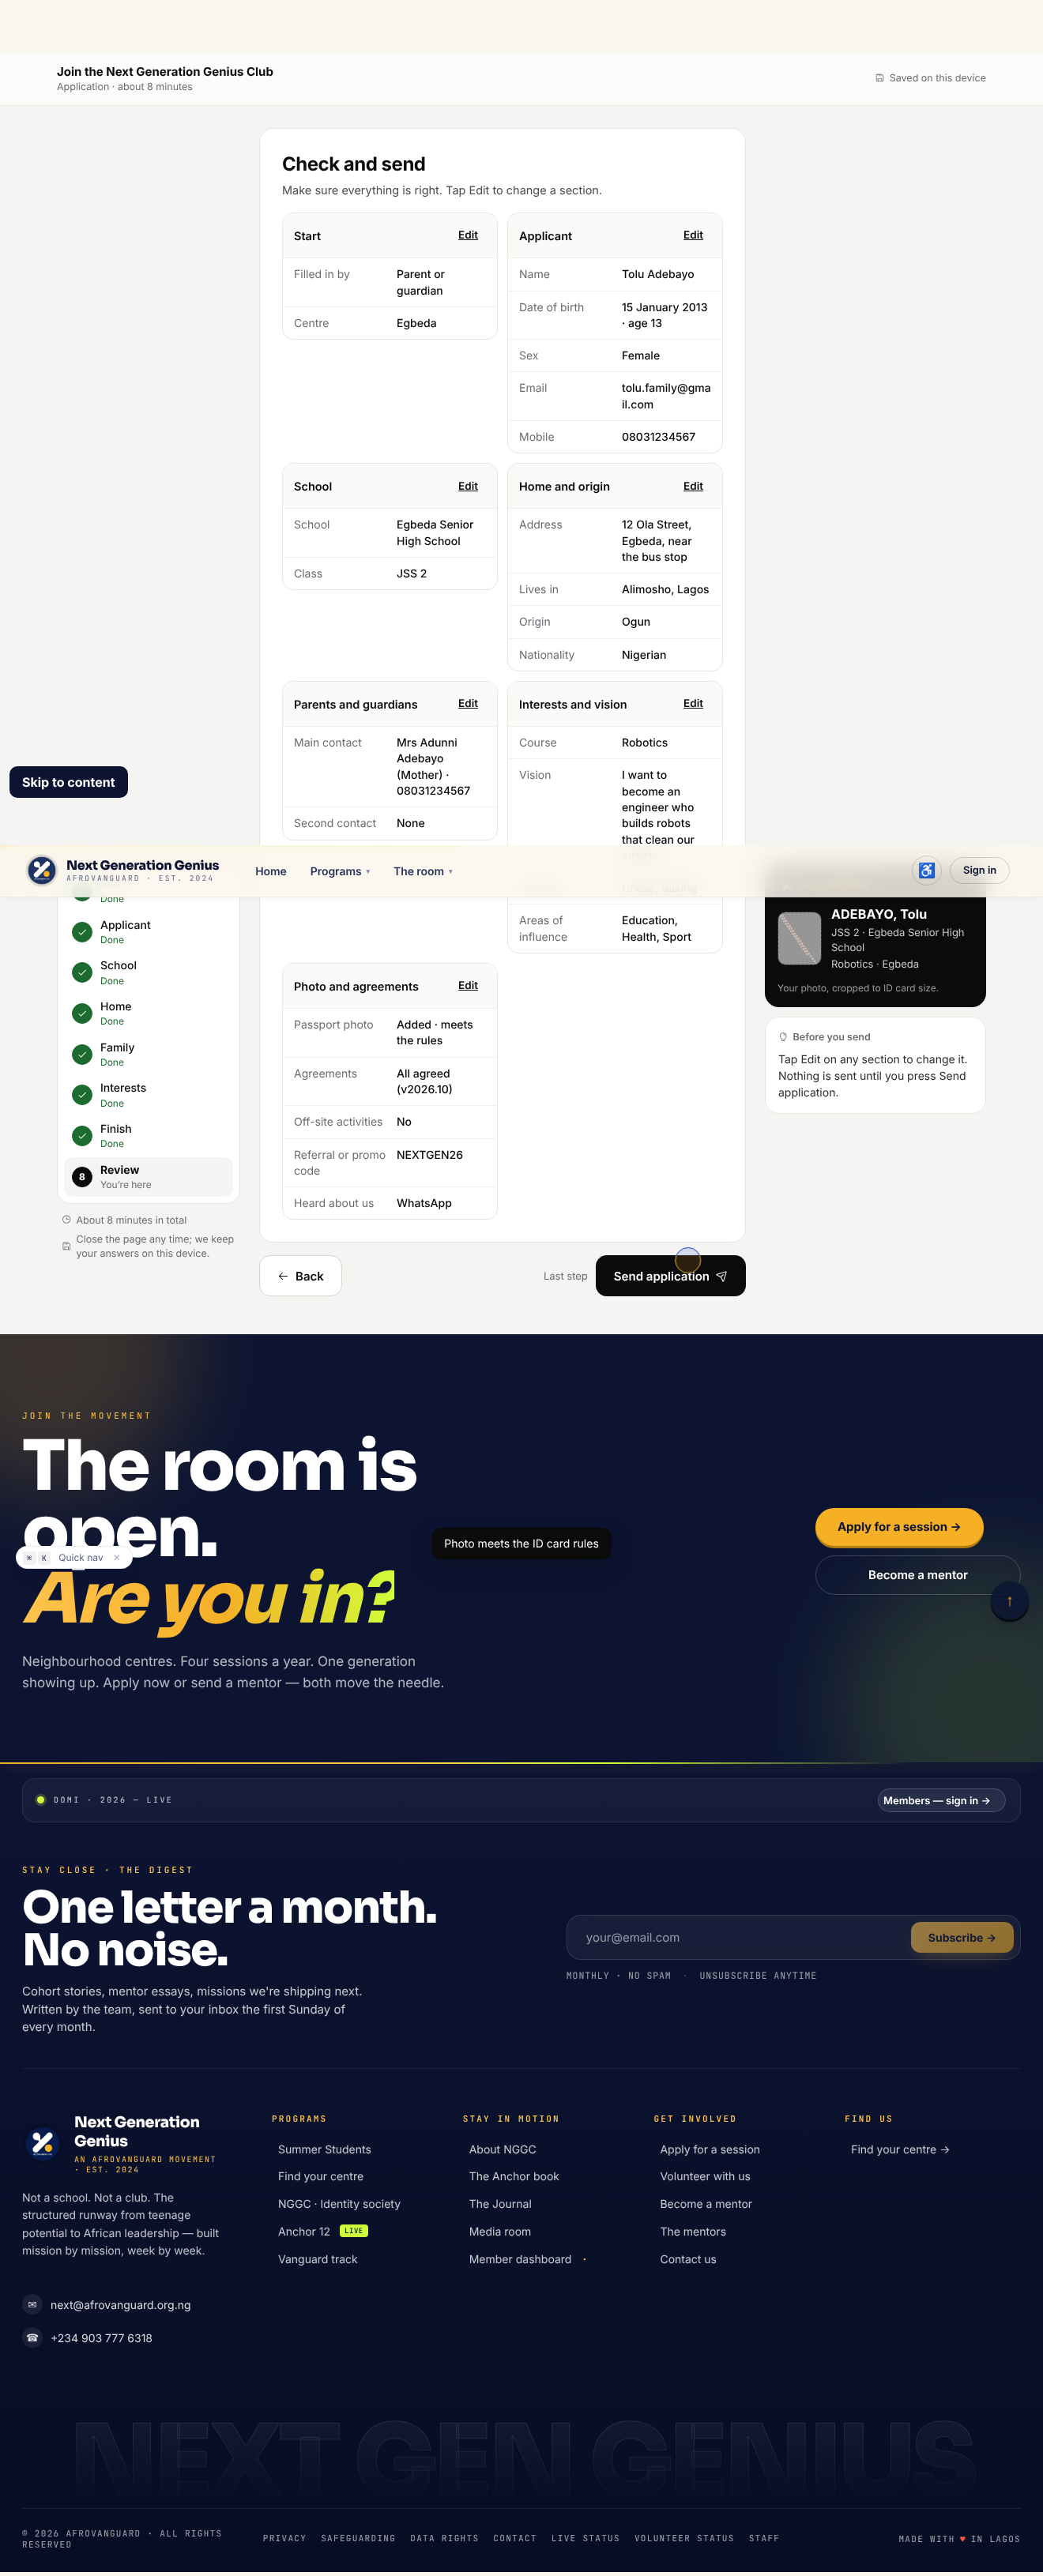 Join the Next Generation Genius Club
Application · about 8 minutes
Saved on this device
Check and send
Make sure everything is right. Tap Edit to change a section.
Start
Edit
Filled in by
Parent or
guardian
Centre
Egbeda
Applicant
Edit
Name
Tolu Adebayo
Date of birth
15 January 2013
· age 13
Sex
Female
Email
tolu.family@gma
il.com
Mobile
08031234567
School
Edit
School
Egbeda Senior
High School
Class
JSS 2
Home and origin
Edit
Address
12 Ola Street,
Egbeda, near
the bus stop
Lives in
Alimosho, Lagos
Origin
Ogun
Nationality
Nigerian
Parents and guardians
Edit
Main contact
Mrs Adunni
Adebayo
(Mother) ·
08031234567
Second contact
None
Interests and vision
Edit
Course
Robotics
Vision
I want to
become an
engineer who
builds robots
that clean our
Skip to content
Next Generation Genius
AFROVANGUARD · EST. 2024
Home
Programs ▾
The room ▾
Sign in
Areas of
influence
Education,
Health, Sport
Done
Applicant
Done
School
Done
Home
Done
Family
Done
Interests
Done
Finish
Done
8
Review
You're here
About 8 minutes in total
Close the page any time; we keep
your answers on this device.
Photo and agreements
Edit
Passport photo
Added · meets
the rules
Agreements
All agreed
(v2026.10)
Off-site activities
No
Referral or promo
code
NEXTGEN26
Heard about us
WhatsApp
ADEBAYO, Tolu
JSS 2 · Egbeda Senior High
School
Robotics · Egbeda
Your photo, cropped to ID card size.
Before you send
Tap Edit on any section to change it.
Nothing is sent until you press Send
application.
← Back
Last step
Send application
JOIN THE MOVEMENT
The room is
open.
Are you in?
⌘ K Quick nav ×
Photo meets the ID card rules
Apply for a session →
Become a mentor
↑
Neighbourhood centres. Four sessions a year. One generation
showing up. Apply now or send a mentor — both move the needle.
DOMI · 2026 — LIVE
Members — sign in →
STAY CLOSE · THE DIGEST
One letter a month.
No noise.
Cohort stories, mentor essays, missions we're shipping next.
Written by the team, sent to your inbox the first Sunday of
every month.
your@email.com
Subscribe →
MONTHLY · NO SPAM · UNSUBSCRIBE ANYTIME
Next Generation
Genius
AN AFROVANGUARD MOVEMENT
· EST. 2024
Not a school. Not a club. The
structured runway from teenage
potential to African leadership — built
mission by mission, week by week.
next@afrovanguard.org.ng
+234 903 777 6318
PROGRAMS
Summer Students
Find your centre
NGGC · Identity society
Anchor 12 LIVE
Vanguard track
STAY IN MOTION
About NGGC
The Anchor book
The Journal
Media room
Member dashboard ·
GET INVOLVED
Apply for a session
Volunteer with us
Become a mentor
The mentors
Contact us
FIND US
Find your centre →
NEXT GEN GENIUS
© 2026 AFROVANGUARD · ALL RIGHTS
RESERVED
PRIVACY
SAFEGUARDING
DATA RIGHTS
CONTACT
LIVE STATUS
VOLUNTEER STATUS
STAFF
MADE WITH ♥ IN LAGOS